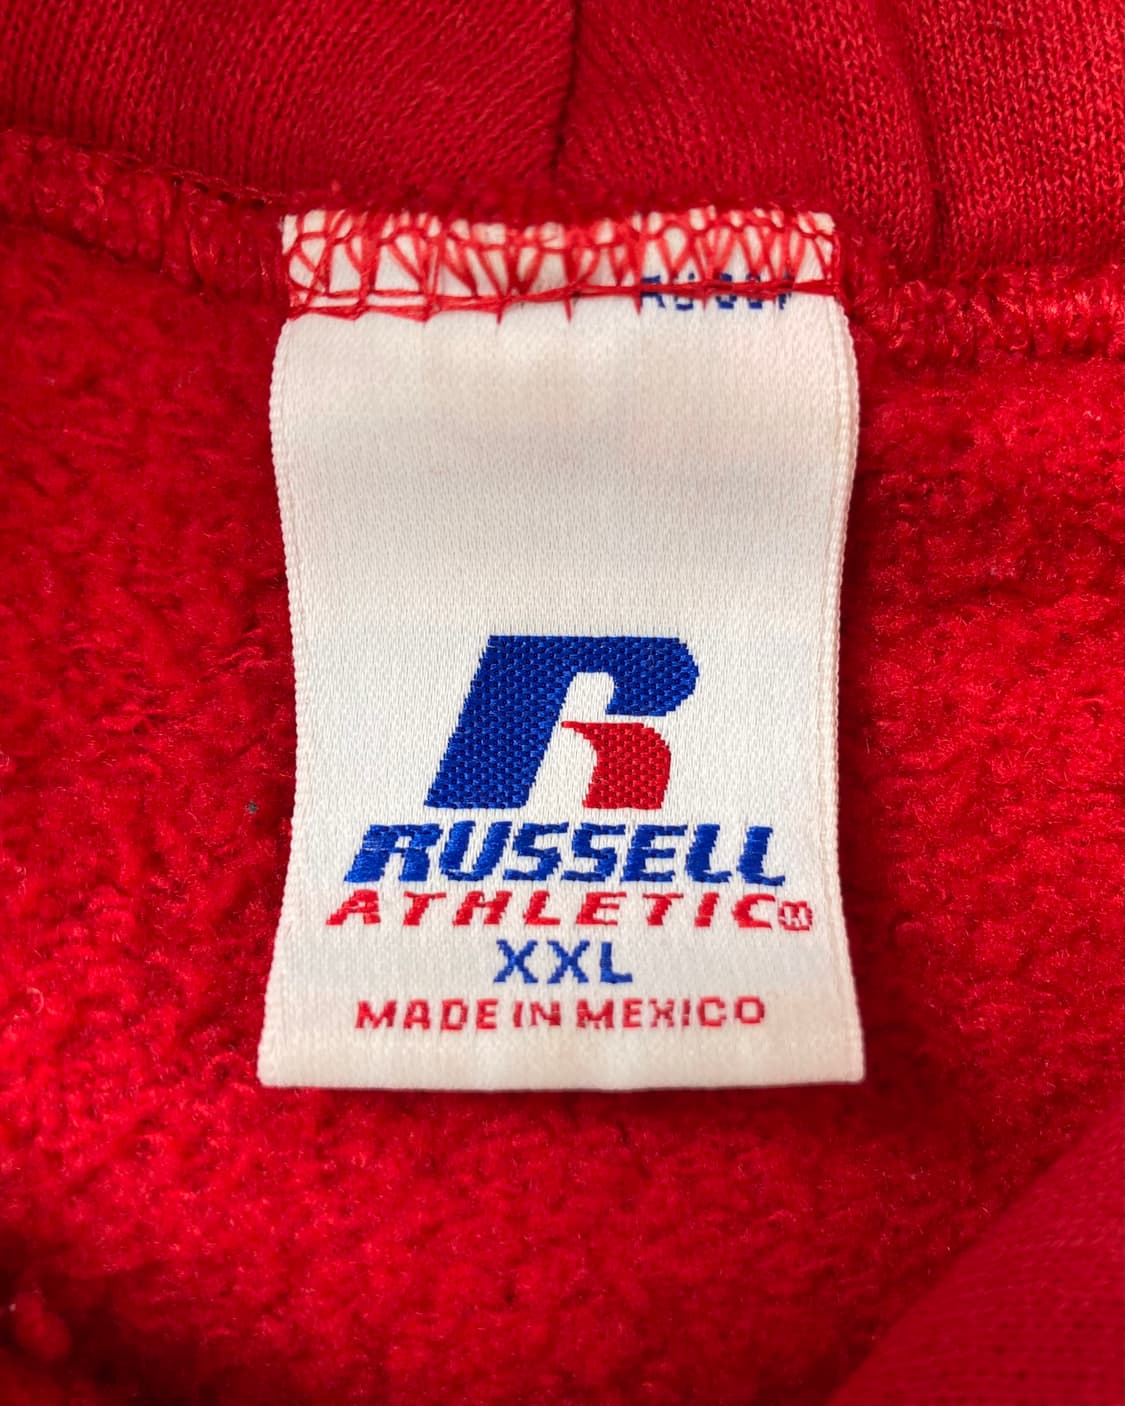 R
RUSSELL
ATHLETIC®
XXL
MADE IN MEXICO